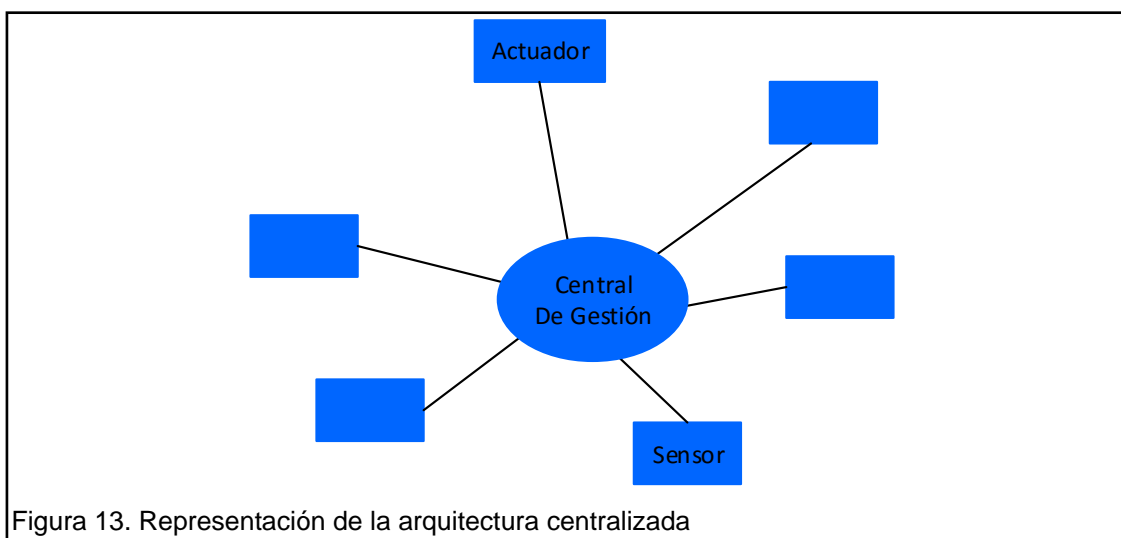 Actuador
Central
De Gestión
Sensor
Figura 13. Representación de la arquitectura centralizada